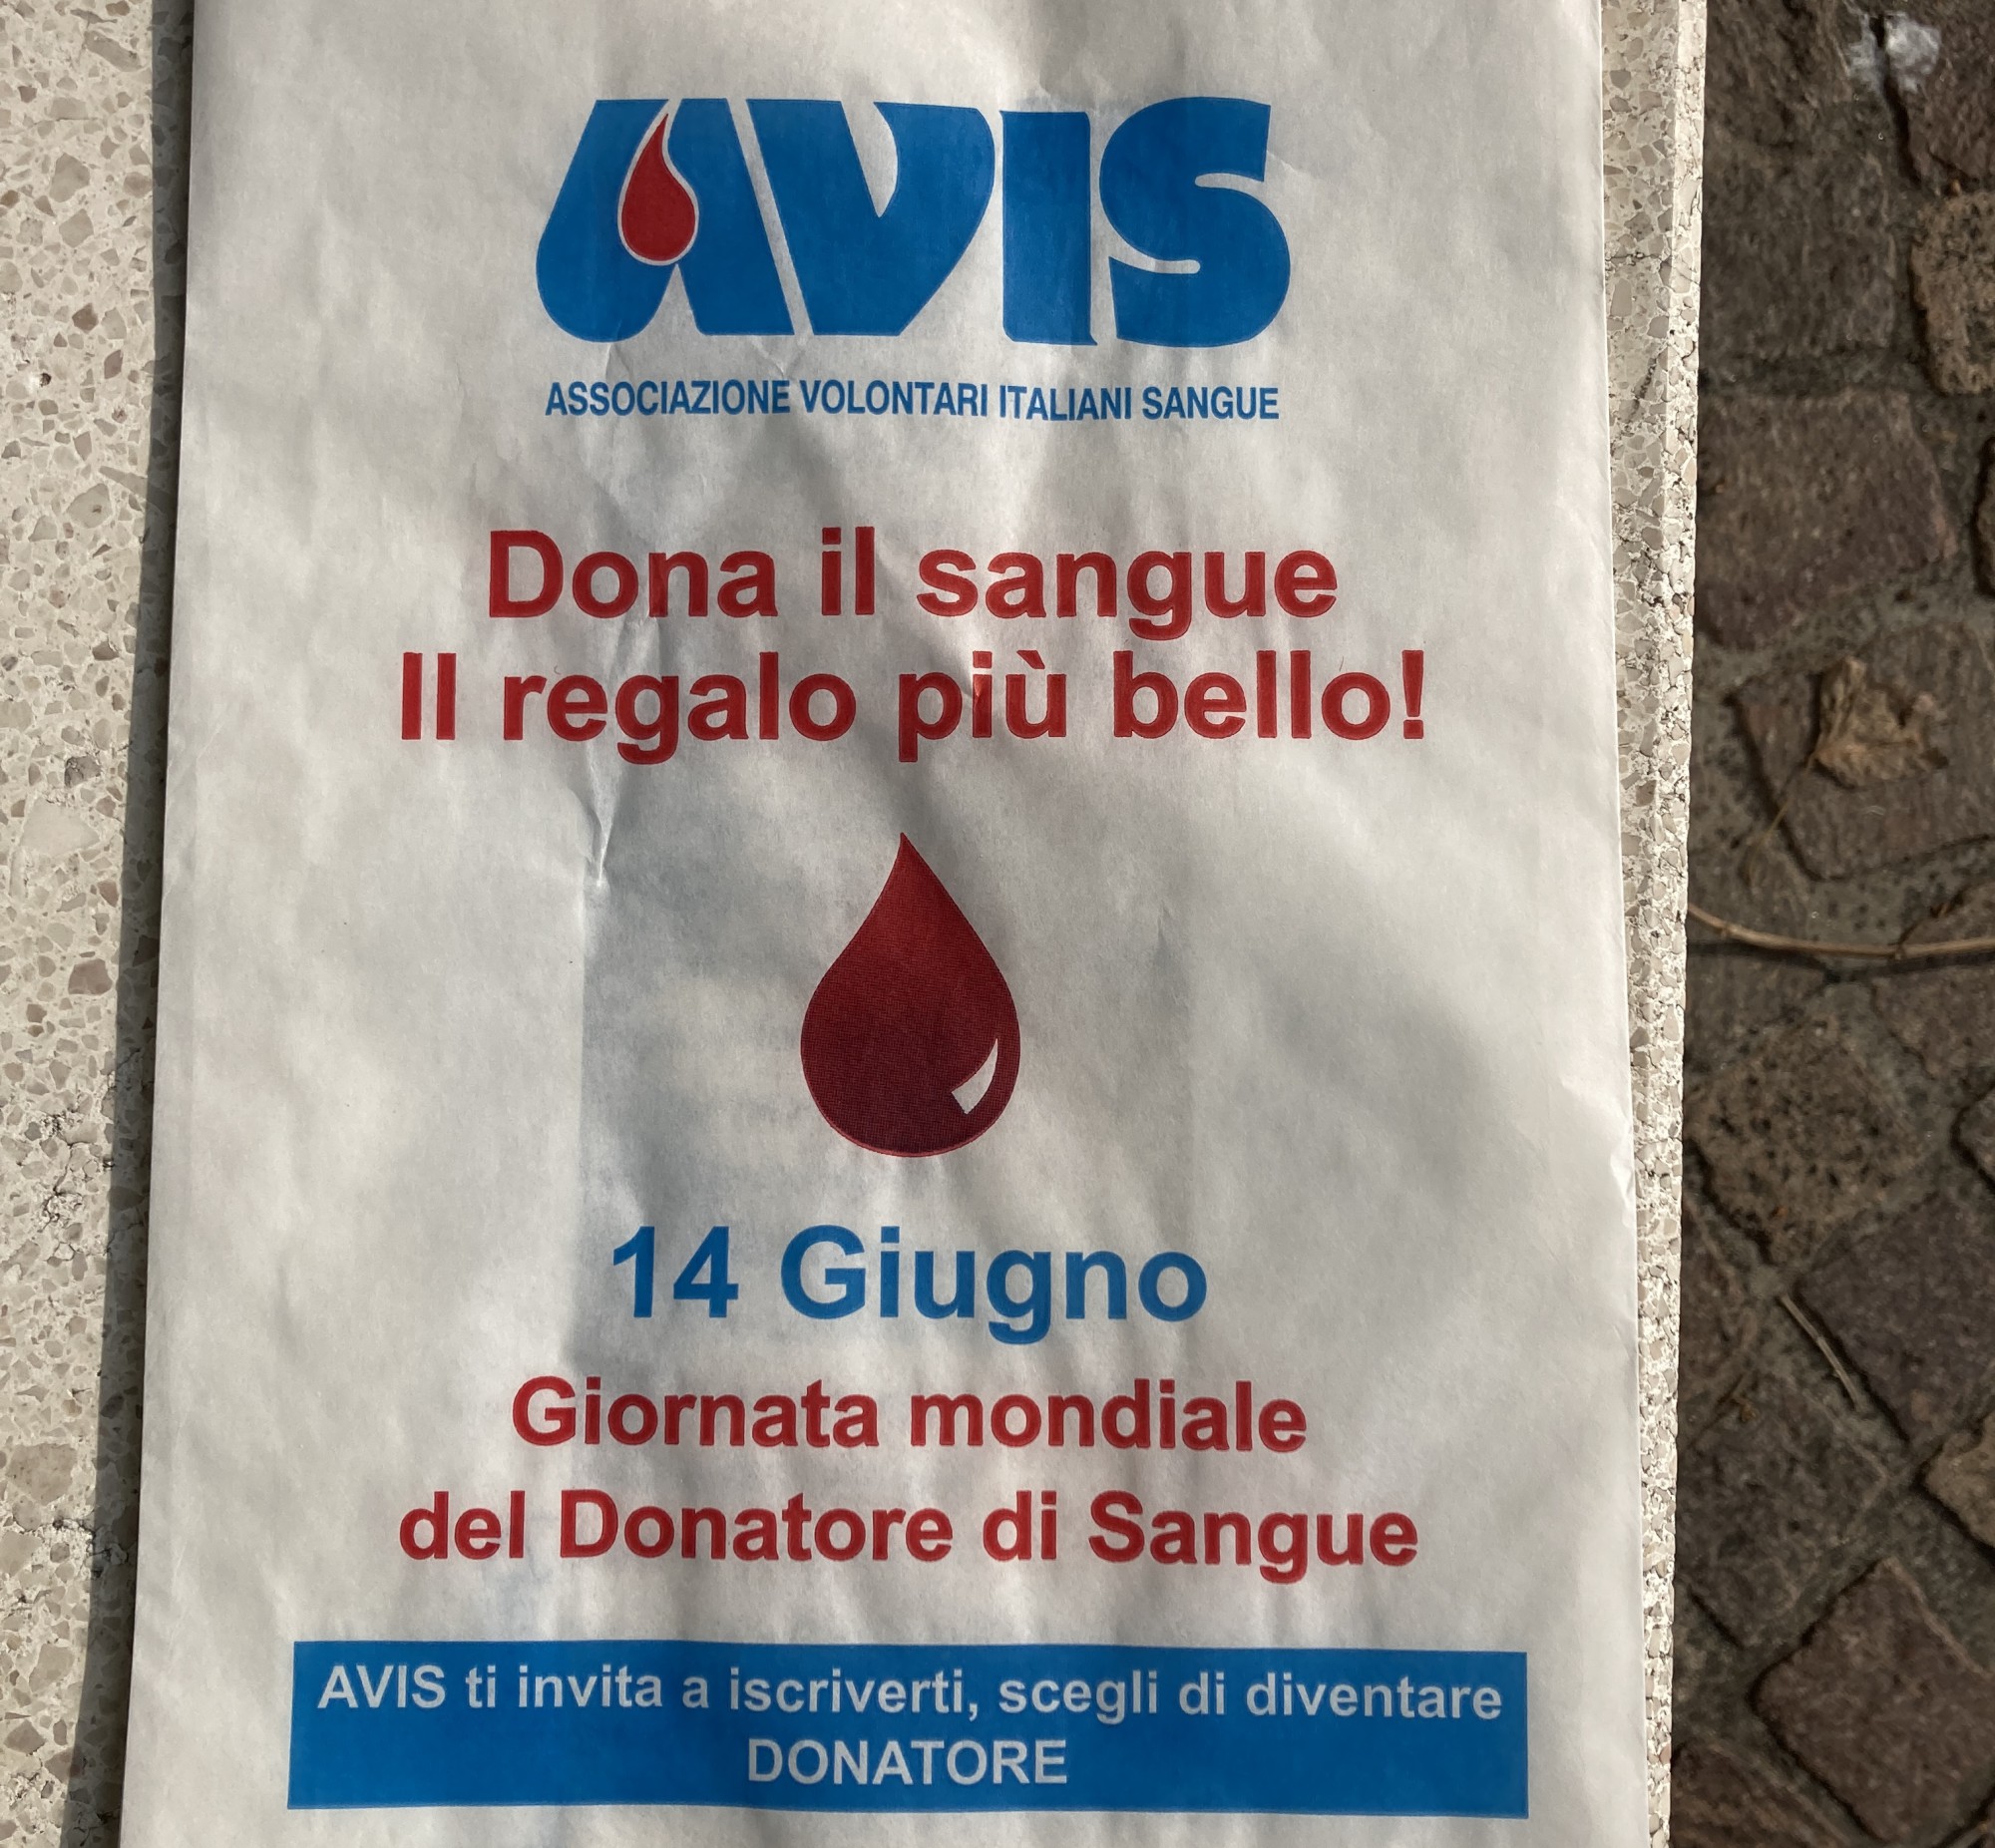 AVIS
ASSOCIAZIONE VOLONTARI ITALIANI SANGUE
Dona il sangue
Il regalo più bello!
14 Giugno
Giornata mondiale
del Donatore di Sangue
AVIS ti invita a iscriverti, scegli di diventare
DONATORE